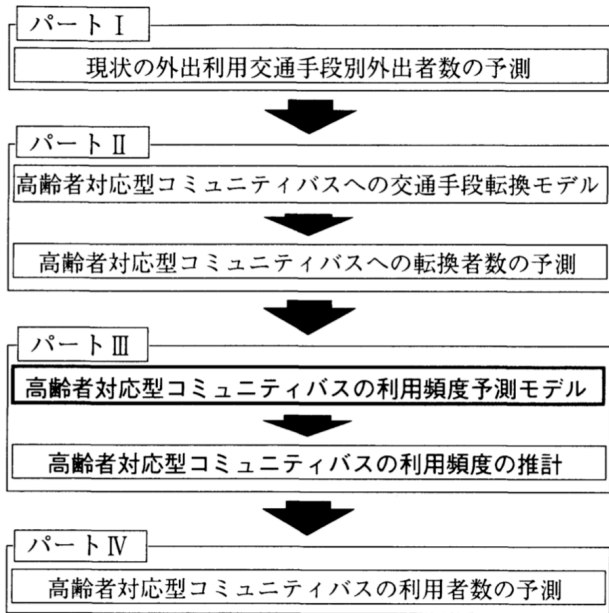 パートⅠ
現状の外出利用交通手段別外出者数の予測
パートⅡ
高齢者対応型コミュニティバスへの交通手段転換モデル
高齢者対応型コミュニティバスへの転換者数の予測
パートⅢ
高齢者対応型コミュニティバスの利用頻度予測モデル
高齢者対応型コミュニティバスの利用頻度の推計
パートⅣ
高齢者対応型コミュニティバスの利用者数の予測